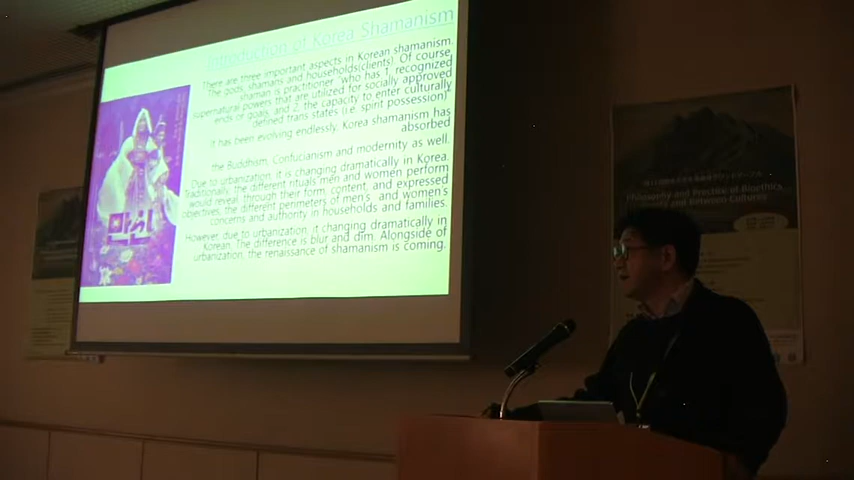 Introduction of Korea Shamanism
There are three important aspects in Korean shamanism.
The gods, shamans and households(clients). Of course,
shaman is practitioner "who has 1, recognized
supernatural powers that are utilized for socially approved
ends or goals, and 2, the capacity to enter culturally
defined trans states (i.e. spirit possession)"
It has been evolving endlessly. Korea shamanism has
absorbed
the Buddhism, Confucianism and modernity as well.
Due to urbanization, it is changing dramatically in Korea.
Traditionally, the different rituals men and women perform
would reveal, through their form, content, and expressed
objectives, the different perimeters of men's and women's
concerns and authority in households and families.
However, due to urbanization, it changing dramatically in
Korean. The difference is blur and dim. Alongside of
urbanization, the renaissance of shamanism is coming.
만신
Philosophy and Practice of Bioethics
across and Between Cultures